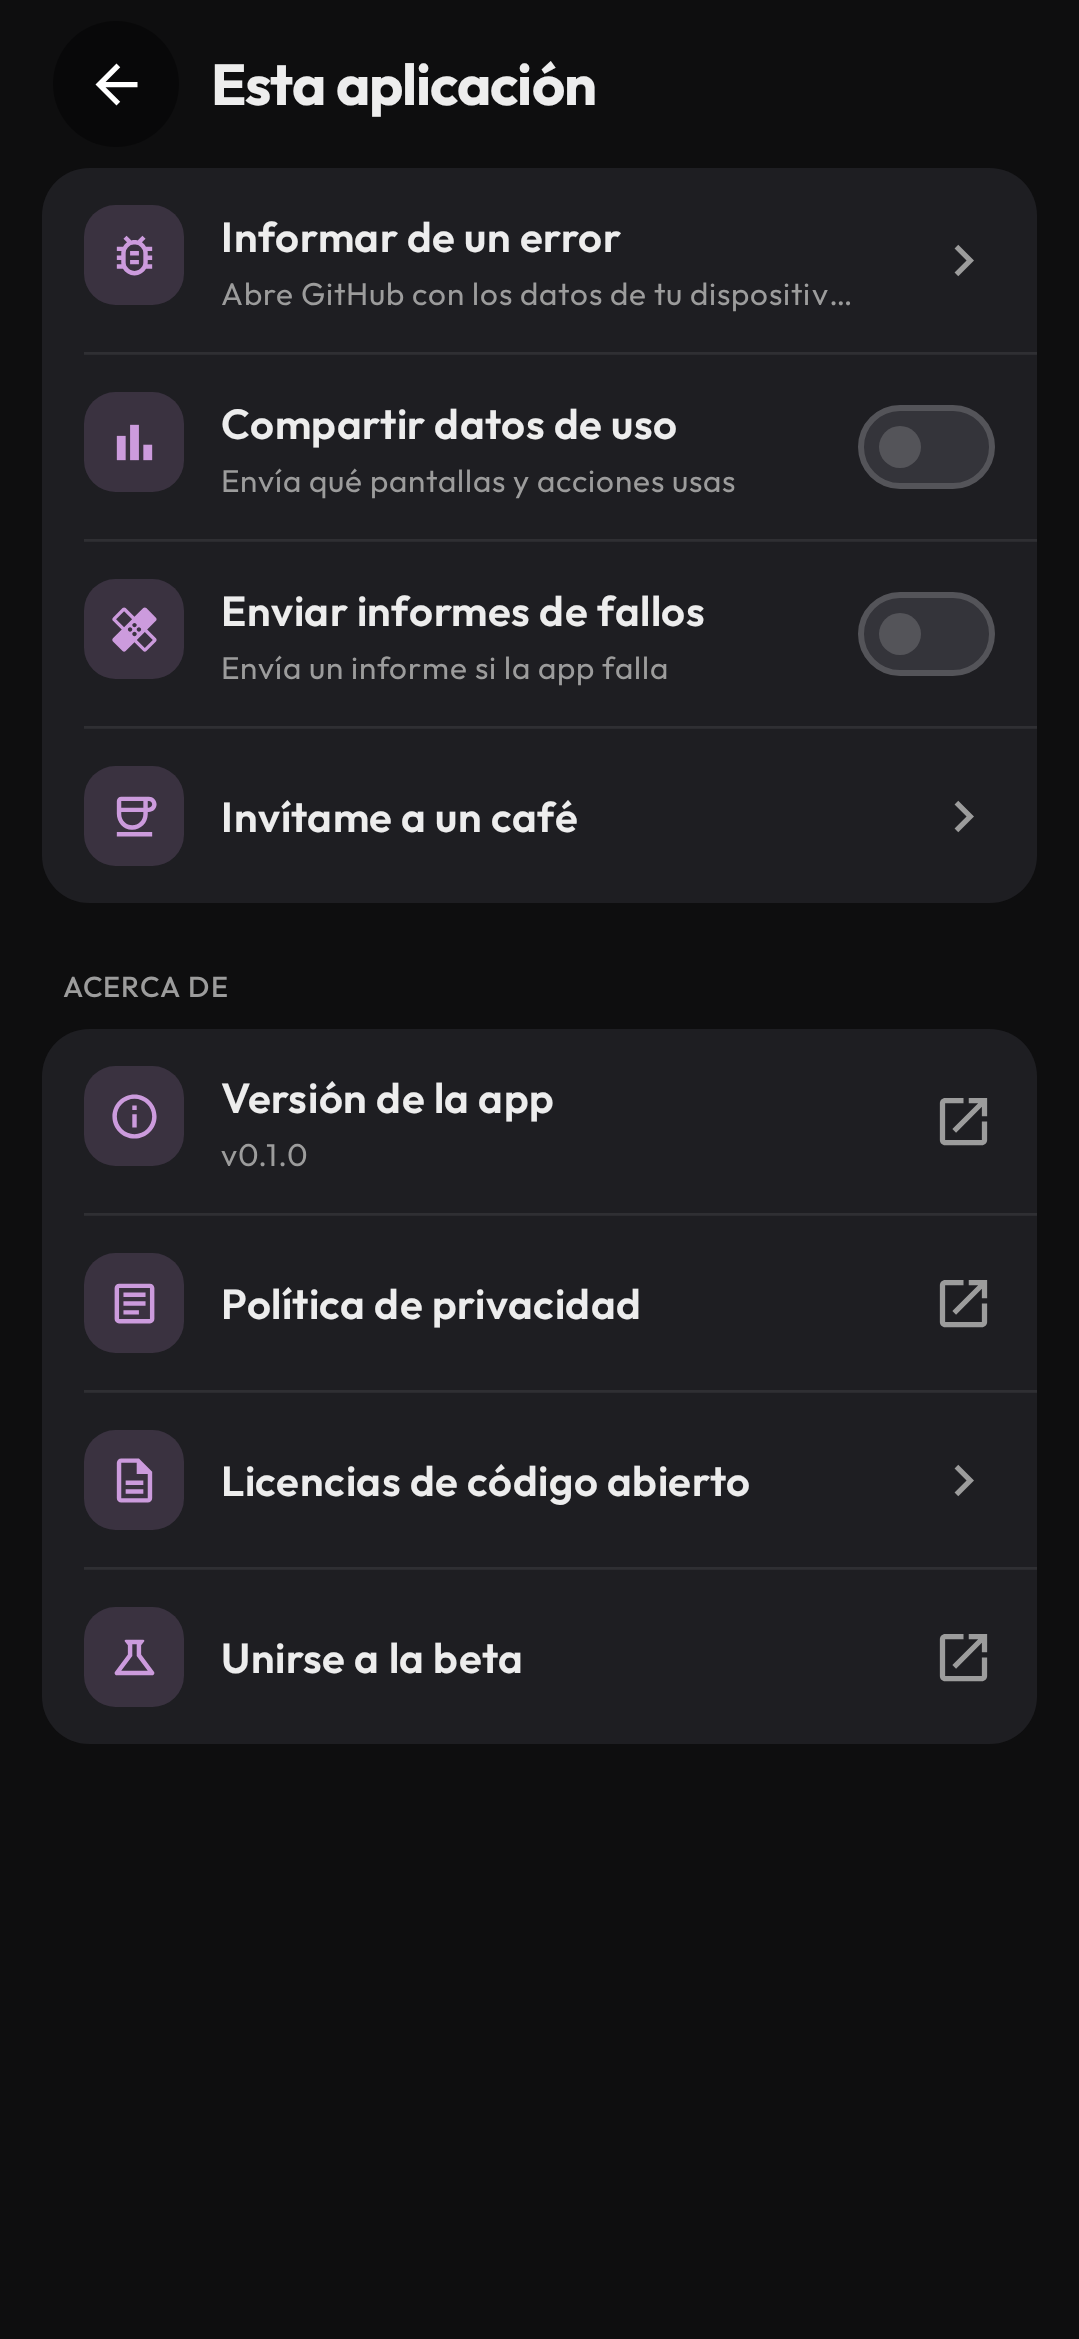 Esta aplicación
Informar de un error
Abre GitHub con los datos de tu dispositiv…
Compartir datos de uso
Envía qué pantallas y acciones usas
Enviar informes de fallos
Envía un informe si la app falla
Invítame a un café
ACERCA DE
Versión de la app
v0.1.0
Política de privacidad
Licencias de código abierto
Unirse a la beta